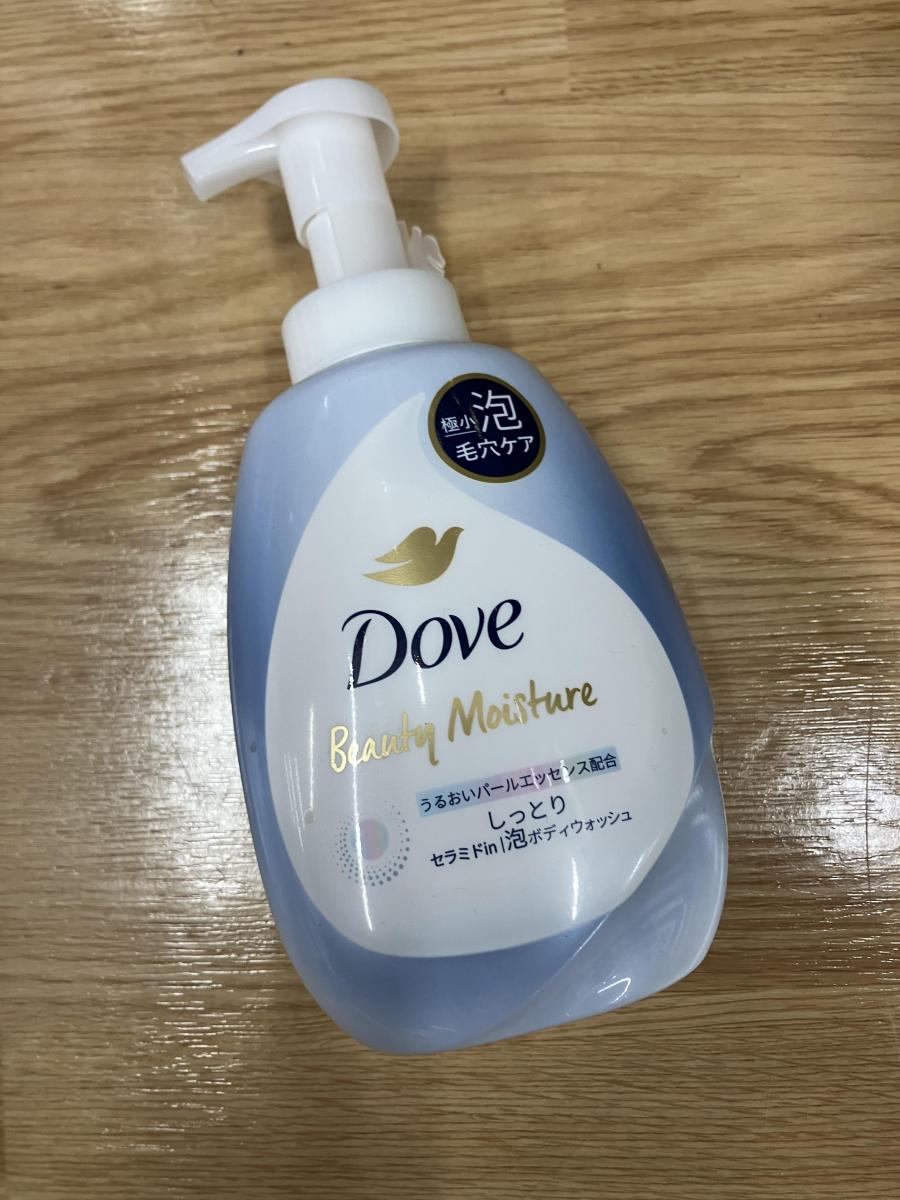 極小泡
毛穴ケア
Dove
Beauty Moisture
うるおいパールエッセンス配合
しっとり
セラミドin泡ボディウォッシュ